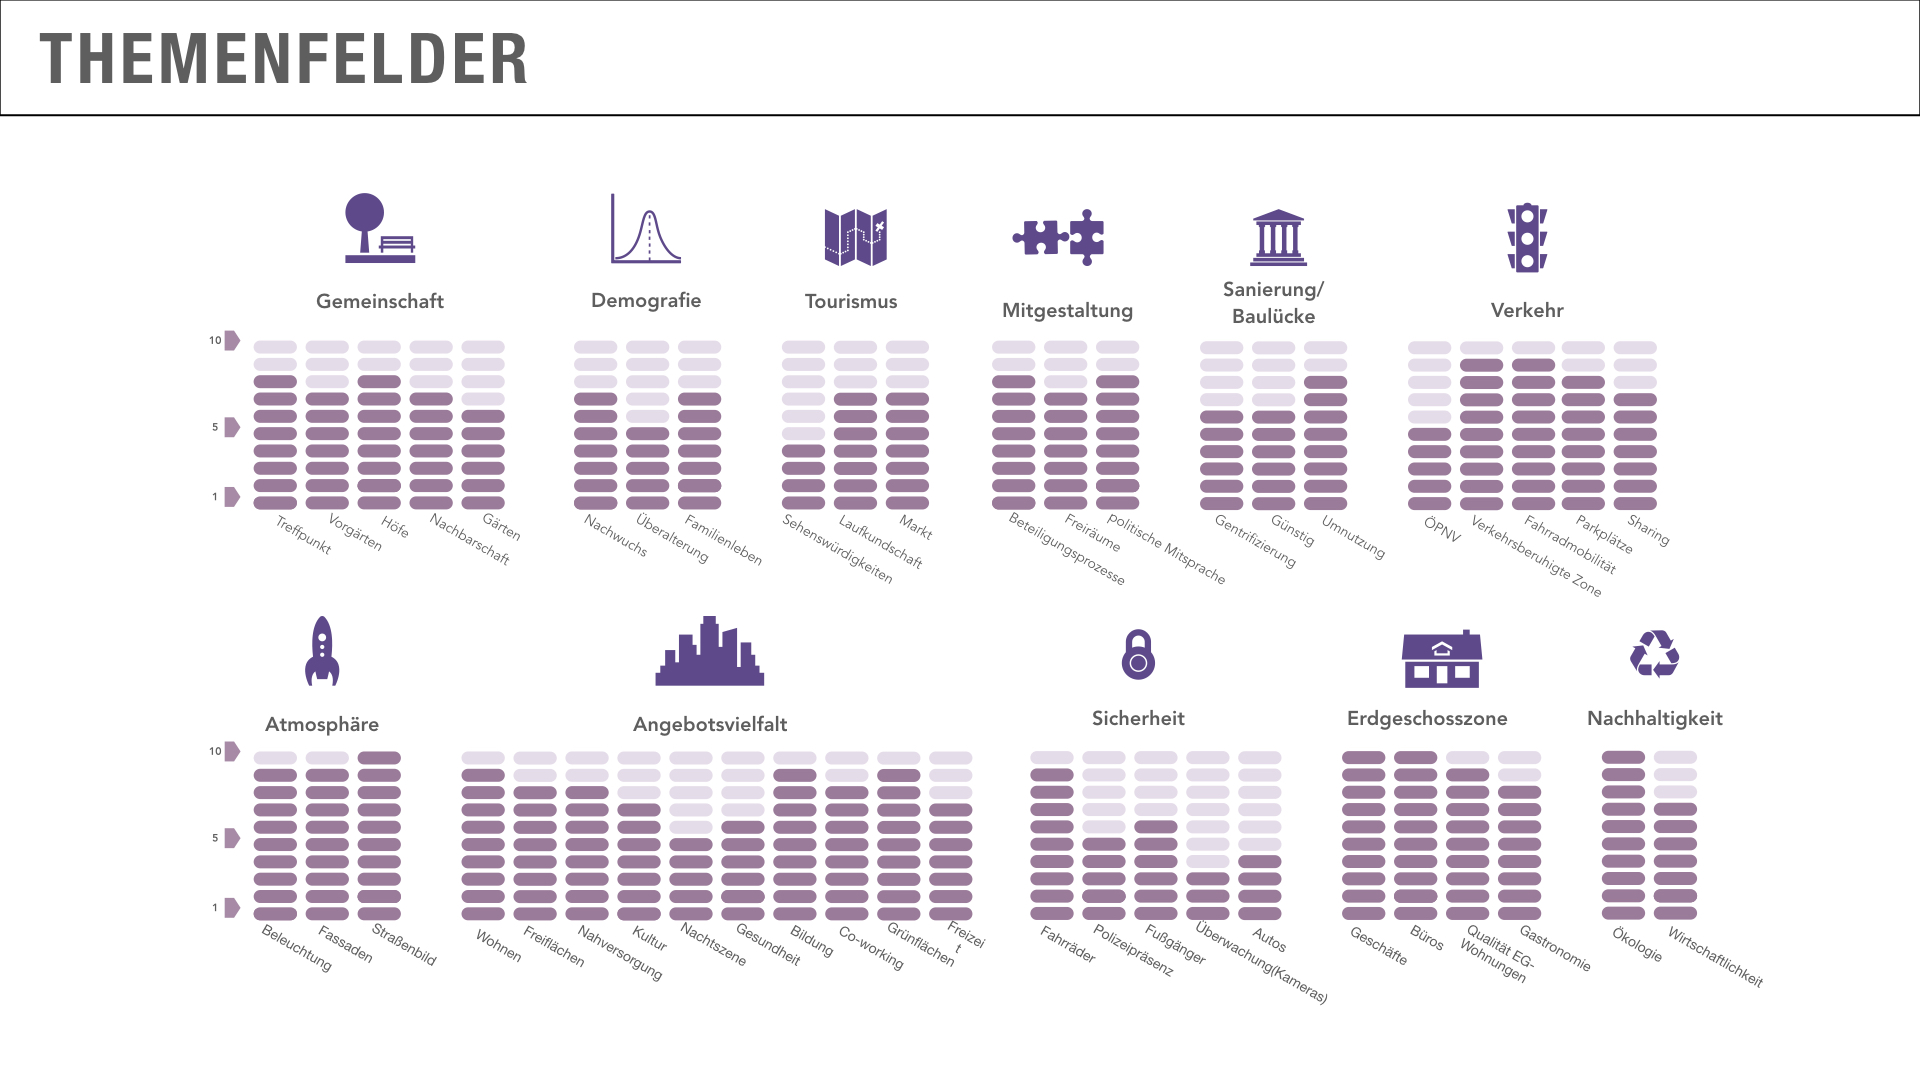 THEMENFELDER
Gemeinschaft
Demografie
Tourismus
Mitgestaltung
Sanierung/
Baulücke
Verkehr
10
5
1
Treffpunkt
Vorgärten
Höfe
Nachbarschaft
Gärten
Nachwuchs
Überalterung
Familienleben
Sehenswürdigkeiten
Laufkundschaft
Markt
Beteiligungsprozesse
Freiräume
politische Mitsprache
Gentrifizierung
Günstig
Umnutzung
ÖPNV
Verkehrsberuhigte Zone
Fahrradmobilität
Parkplätze
Sharing
Atmosphäre
Angebotsvielfalt
Sicherheit
Erdgeschosszone
Nachhaltigkeit
10
5
1
Beleuchtung
Fassaden
Straßenbild
Wohnen
Freiflächen
Nahversorgung
Kultur
Nachtszene
Gesundheit
Bildung
Co-working
Grünflächen
Freizei
t
Fahrräder
Polizeipräsenz
Fußgänger
Überwachung(Kameras)
Autos
Geschäfte
Büros
Qualität EG-
Wohnungen
Gastronomie
Ökologie
Wirtschaftlichkeit